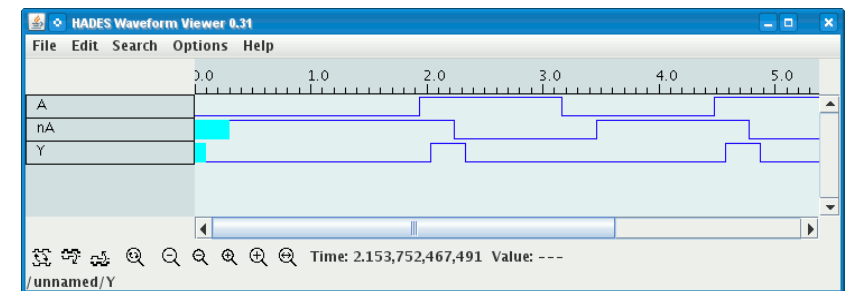 HADES Waveform Viewer 0.31
File Edit Search Options Help
0.0 1.0 2.0 3.0 4.0 5.0
A
nA
Y
Time: 2.153,752,467,491 Value: ---
/unnamed/Y